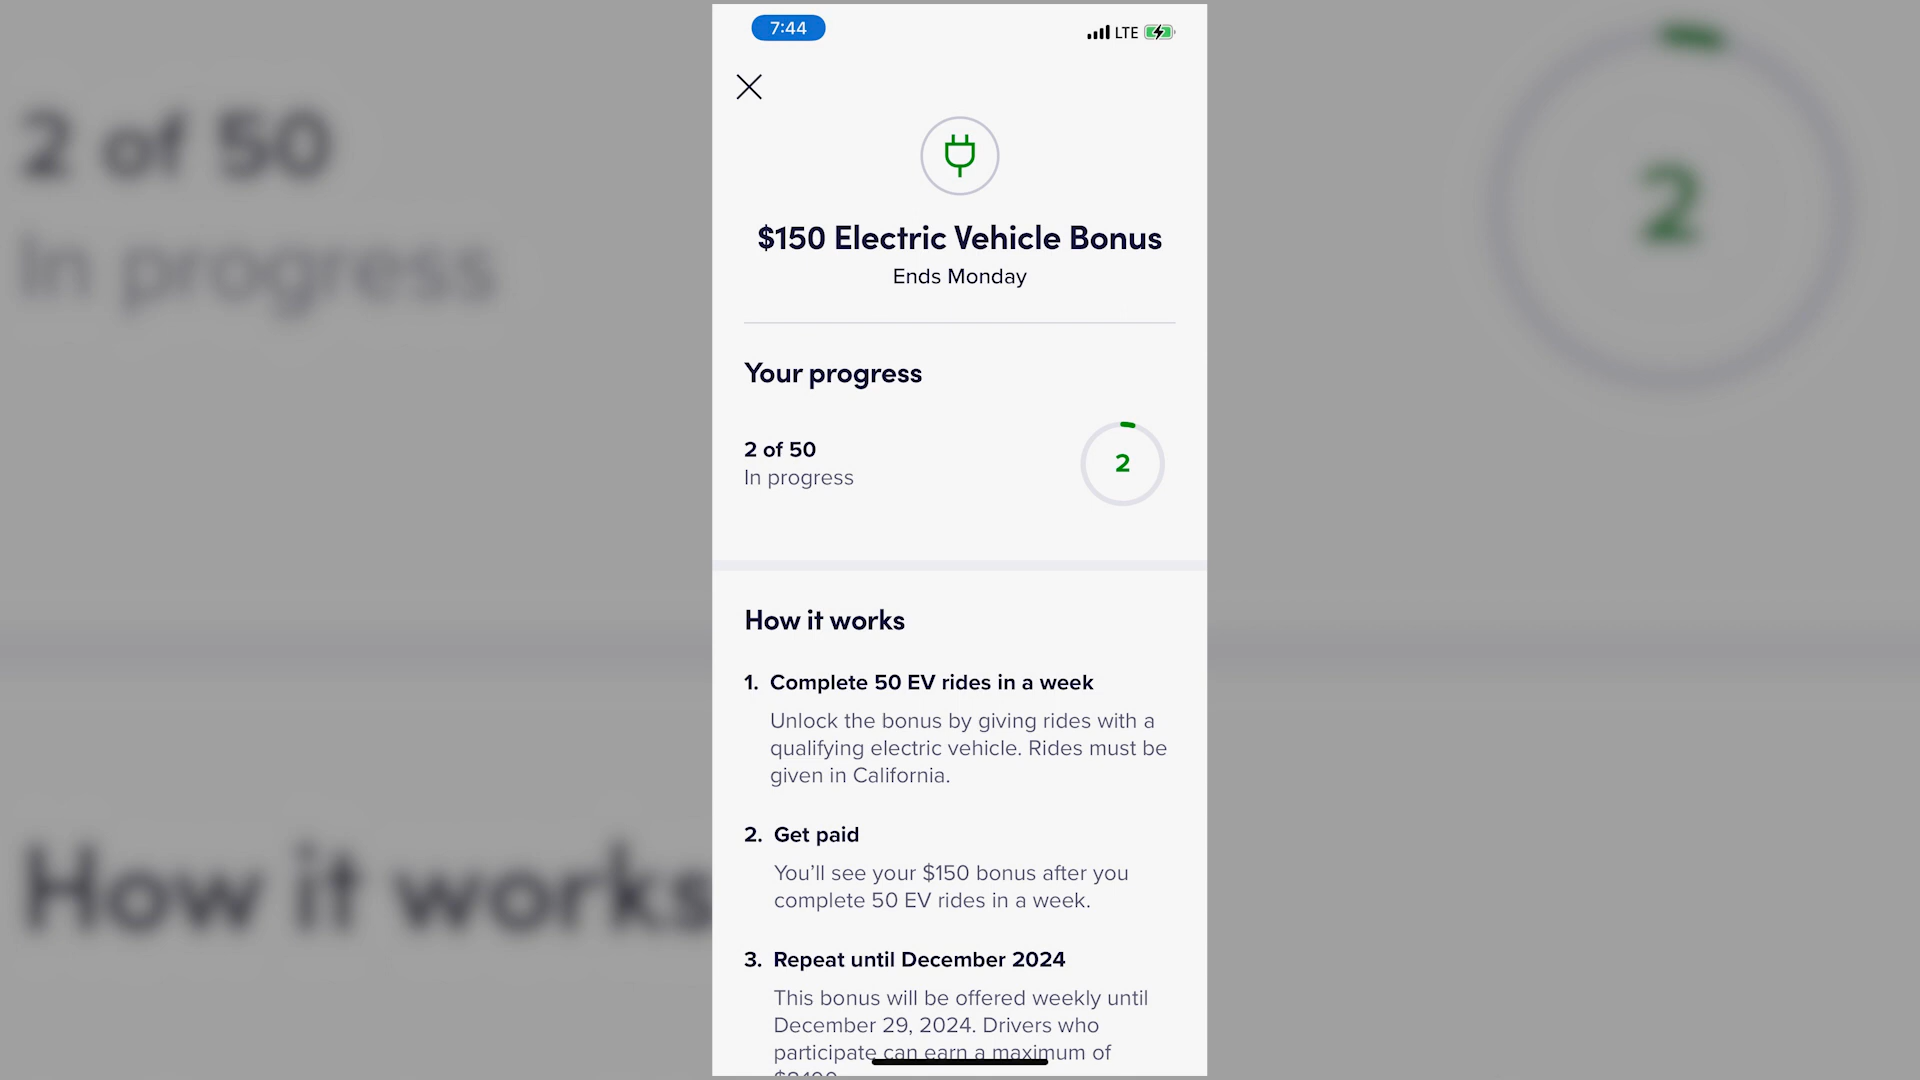 7:44
LTE
$150 Electric Vehicle Bonus
Ends Monday
Your progress
2 of 50
In progress
2
How it works
1. Complete 50 EV rides in a week
Unlock the bonus by giving rides with a
qualifying electric vehicle. Rides must be
given in California.
2. Get paid
You’ll see your $150 bonus after you
complete 50 EV rides in a week.
3. Repeat until December 2024
This bonus will be offered weekly until
December 29, 2024. Drivers who
participate can earn a maximum of
2 of 50
In progress
2
How it works